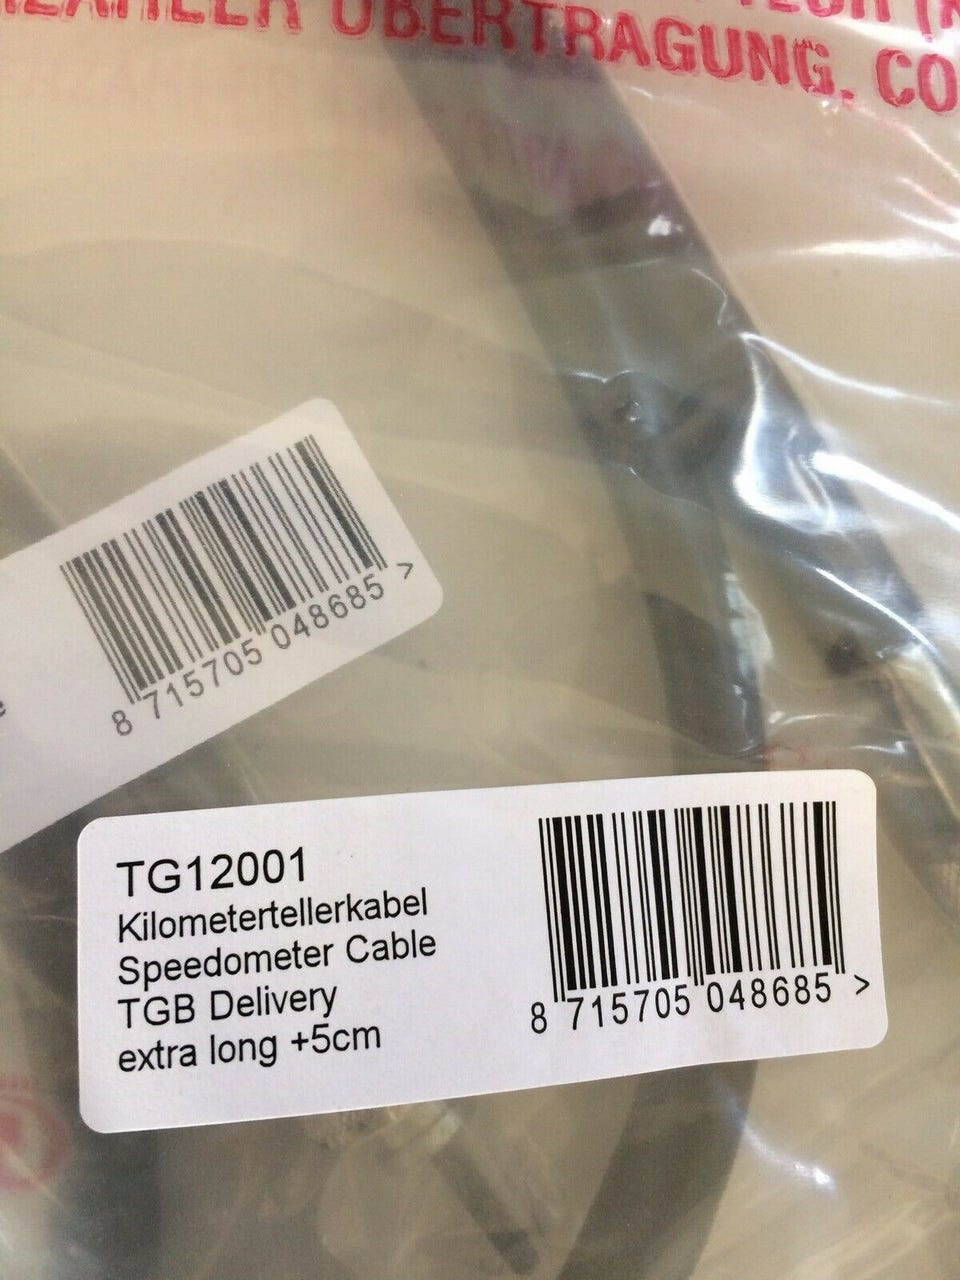 ÜBERTRAGUNG. CO
8 715705 048685 >
TG12001
Kilometertellerkabel
Speedometer Cable
TGB Delivery
extra long +5cm
8 715705 048685 >